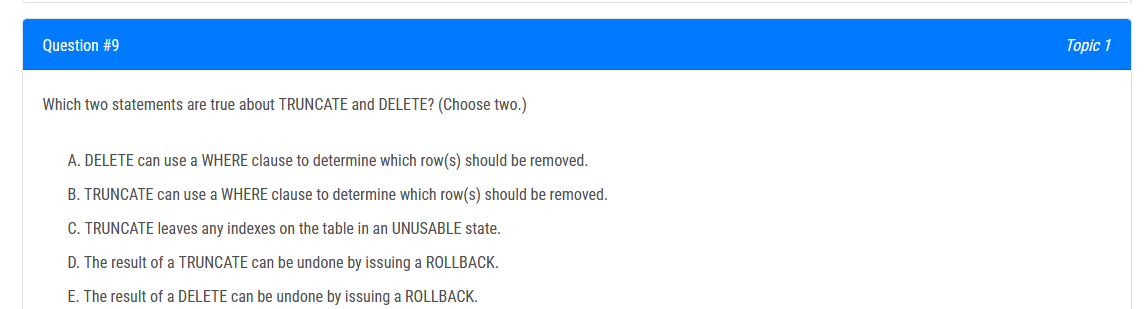 Question #9
Topic 1
Which two statements are true about TRUNCATE and DELETE? (Choose two.)
A. DELETE can use a WHERE clause to determine which row(s) should be removed.
B. TRUNCATE can use a WHERE clause to determine which row(s) should be removed.
C. TRUNCATE leaves any indexes on the table in an UNUSABLE state.
D. The result of a TRUNCATE can be undone by issuing a ROLLBACK.
E. The result of a DELETE can be undone by issuing a ROLLBACK.